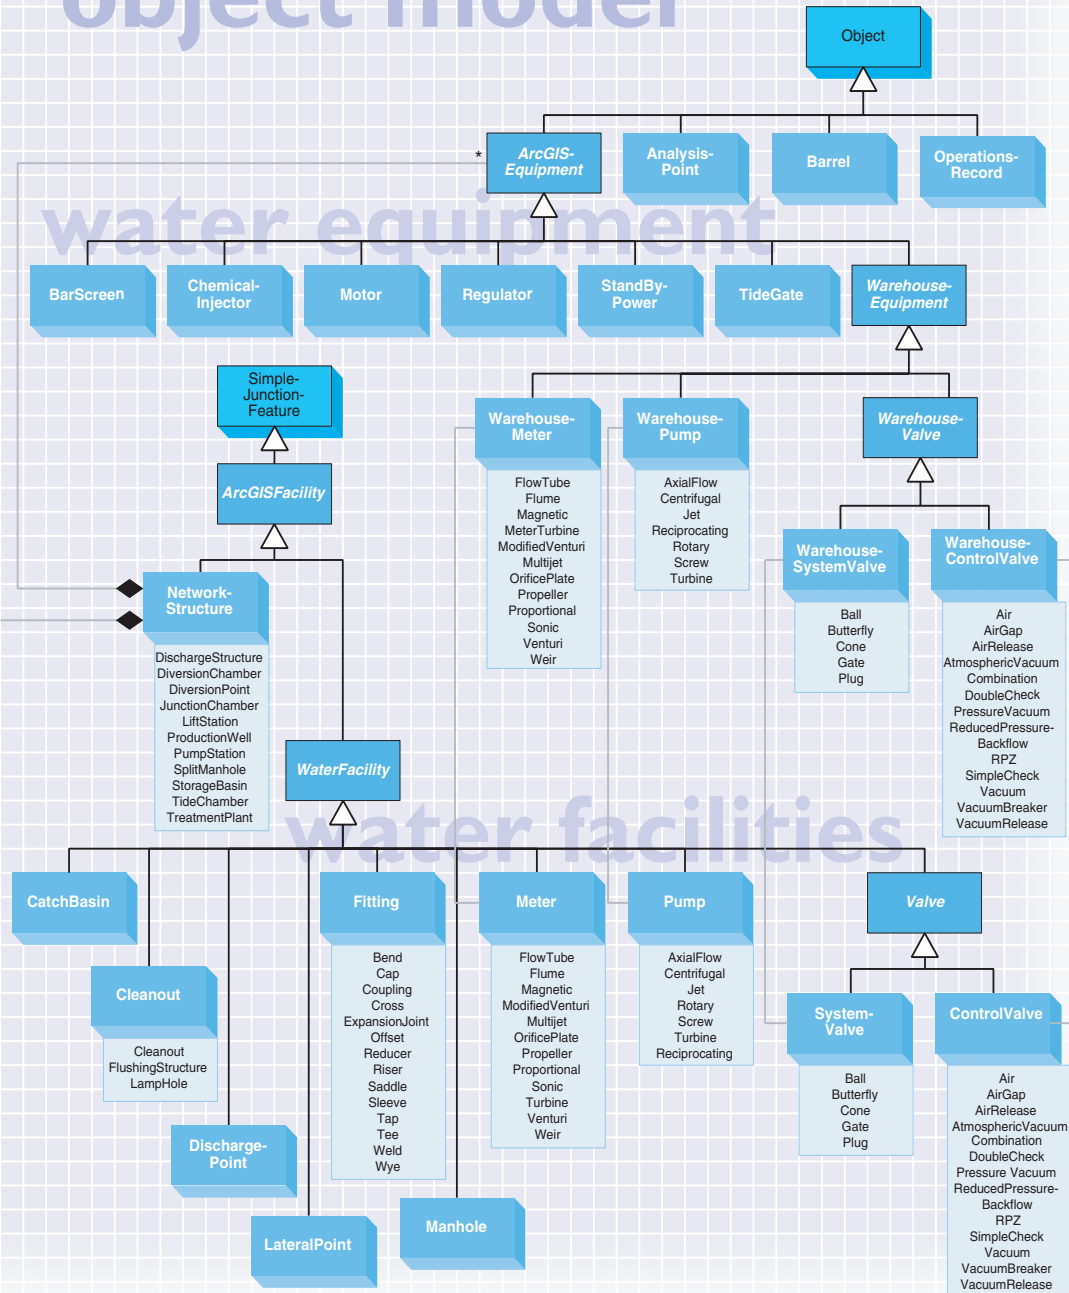 object model
Object
ArcGIS-
Equipment
*
Analysis-
Point
Barrel
Operations-
Record
water equipment
BarScreen
Chemical-
Injector
Motor
Regulator
StandBy-
Power
TideGate
Warehouse-
Equipment
Simple-
Junction-
Feature
ArcGISFacility
Warehouse-
Meter
FlowTube
Flume
Magnetic
MeterTurbine
ModifiedVenturi
Multijet
OrificePlate
Propeller
Proportional
Sonic
Venturi
Weir
Warehouse-
Pump
AxialFlow
Centrifugal
Jet
Reciprocating
Rotary
Screw
Turbine
Warehouse-
Valve
Warehouse-
SystemValve
Ball
Butterfly
Cone
Gate
Plug
Warehouse-
ControlValve
Air
AirGap
AirRelease
AtmosphericVacuum
Combination
DoubleCheck
PressureVacuum
ReducedPressure-
Backflow
RPZ
SimpleCheck
Vacuum
VacuumBreaker
VacuumRelease
Network-
Structure
DischargeStructure
DiversionChamber
DiversionPoint
JunctionChamber
LiftStation
ProductionWell
PumpStation
SplitManhole
StorageBasin
TideChamber
TreatmentPlant
WaterFacility
water facilities
CatchBasin
Cleanout
Cleanout
FlushingStructure
LampHole
Discharge-
Point
LateralPoint
Fitting
Bend
Cap
Coupling
Cross
ExpansionJoint
Offset
Reducer
Riser
Saddle
Sleeve
Tap
Tee
Weld
Wye
Manhole
Meter
FlowTube
Flume
Magnetic
ModifiedVenturi
Multijet
OrificePlate
Propeller
Proportional
Sonic
Turbine
Venturi
Weir
Pump
AxialFlow
Centrifugal
Jet
Rotary
Screw
Turbine
Reciprocating
Valve
System-
Valve
Ball
Butterfly
Cone
Gate
Plug
ControlValve
Air
AirGap
AirRelease
AtmosphericVacuum
Combination
DoubleCheck
Pressure Vacuum
ReducedPressure-
Backflow
RPZ
SimpleCheck
Vacuum
VacuumBreaker
VacuumRelease